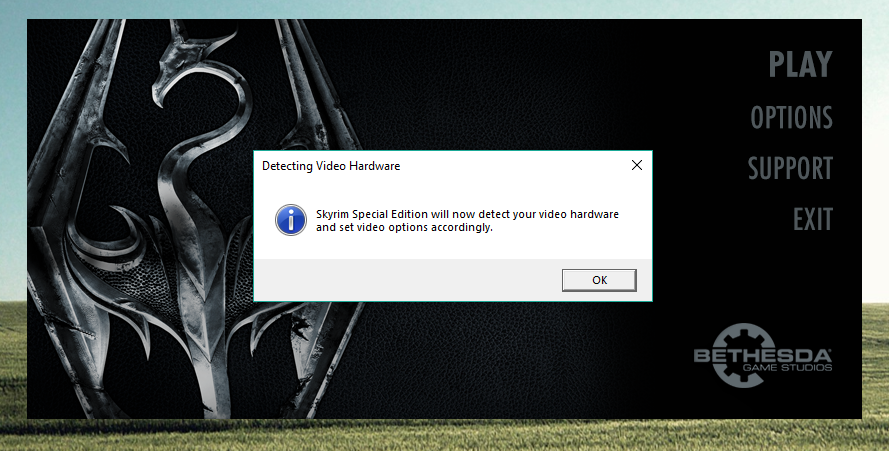 PLAY
OPTIONS
SUPPORT
EXIT
Detecting Video Hardware
Skyrim Special Edition will now detect your video hardware
and set video options accordingly.
OK
BETHESDA
GAME STUDIOS